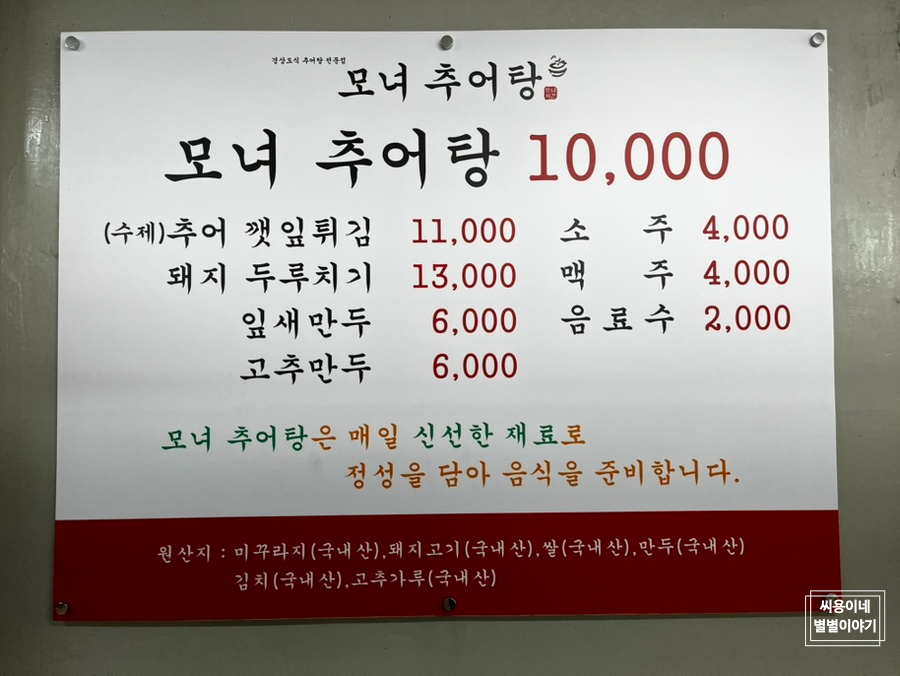 경상도식 추어탕 전문점
모녀 추어탕
모녀 추어탕 10,000
(수제)추어 깻잎튀김 11,000 소 주 4,000
돼지 두루치기 13,000 맥 주 4,000
잎새만두 6,000 음료수 2,000
고추만두 6,000
모녀 추어탕은 매일 신선한 재료로
정성을 담아 음식을 준비합니다.
원산지 : 미꾸라지(국내산),돼지고기(국내산),쌀(국내산),만두(국내산)
김치(국내산),고추가루(국내산)
씨용이네
별별이야기